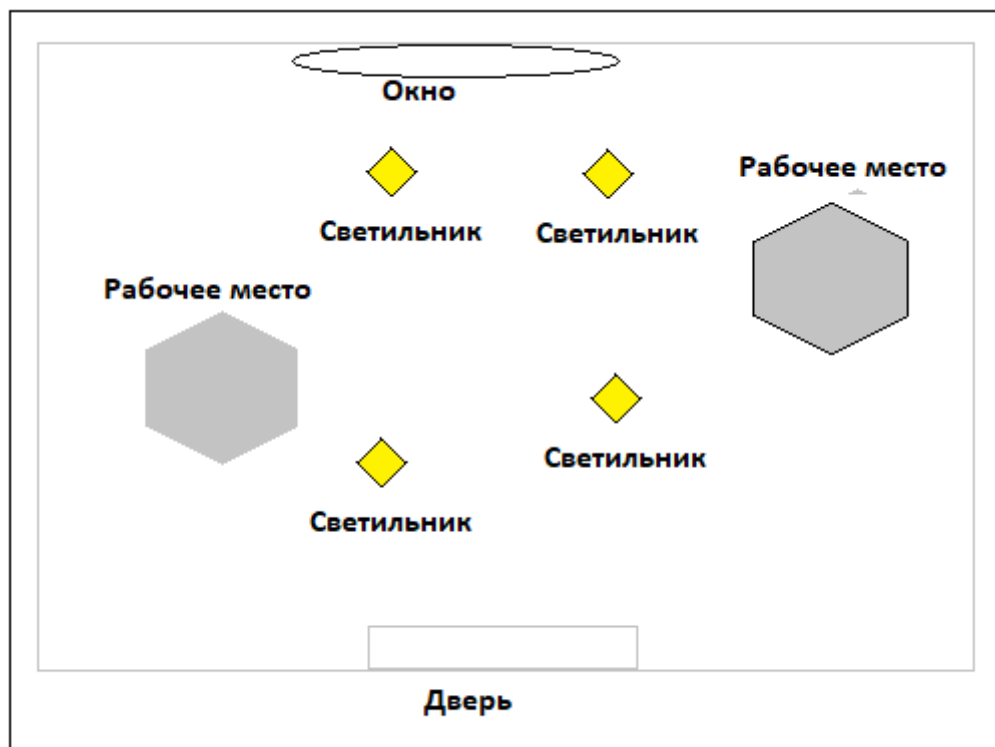 Окно
Рабочее место
Светильник
Светильник
Рабочее место
Светильник
Светильник
Дверь